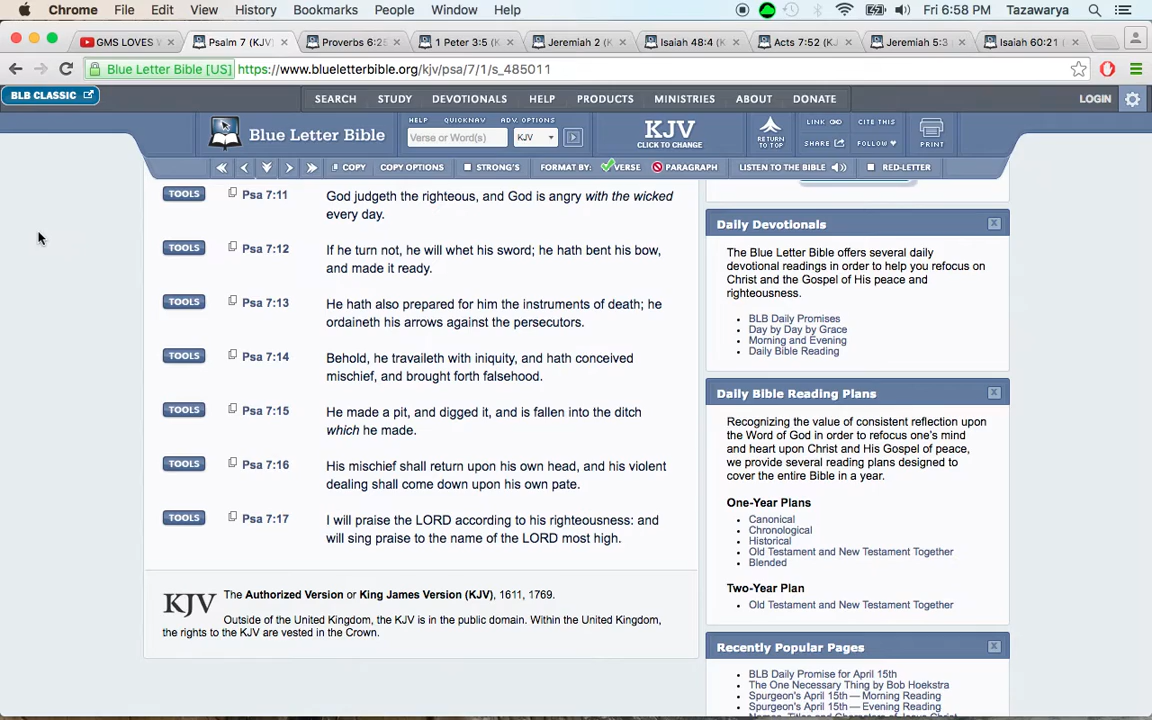 Chrome File Edit View History Bookmarks People Window Help Fri 6:58 PM Tazawarya
GMS LOVES Psalm 7 (KJV) Proverbs 6:25 1 Peter 3:5 ( Jeremiah 2 ( Isaiah 48:4 ( Acts 7:52 ( Jeremiah 5:3 Isaiah 60:21
Blue Letter Bible [US] https://www.blueletterbible.org/kjv/psa/7/1/s_485011
BLB CLASSIC SEARCH STUDY DEVOTIONALS HELP PRODUCTS MINISTRIES ABOUT DONATE LOGIN
HELP QUICKNAV ADV. OPTIONS
Blue Letter Bible Verse or Word(s) KJV
KJV
CLICK TO CHANGE
RETURN TO TOP
LINK CITE THIS
SHARE FOLLOW
PRINT
COPY COPY OPTIONS STRONG'S FORMAT BY: VERSE PARAGRAPH LISTEN TO THE BIBLE RED-LETTER
TOOLS Psa 7:11 God judgeth the righteous, and God is angry with the wicked
every day.
TOOLS Psa 7:12 If he turn not, he will whet his sword; he hath bent his bow,
and made it ready.
TOOLS Psa 7:13 He hath also prepared for him the instruments of death; he
ordaineth his arrows against the persecutors.
TOOLS Psa 7:14 Behold, he travaileth with iniquity, and hath conceived
mischief, and brought forth falsehood.
TOOLS Psa 7:15 He made a pit, and digged it, and is fallen into the ditch
which he made.
TOOLS Psa 7:16 His mischief shall return upon his own head, and his violent
dealing shall come down upon his own pate.
TOOLS Psa 7:17 I will praise the LORD according to his righteousness: and
will sing praise to the name of the LORD most high.
KJV The Authorized Version or King James Version (KJV), 1611, 1769.
Outside of the United Kingdom, the KJV is in the public domain. Within the United Kingdom,
the rights to the KJV are vested in the Crown.
Daily Devotionals
The Blue Letter Bible offers several daily
devotional readings in order to help you refocus on
Christ and the Gospel of His peace and
righteousness.
BLB Daily Promises
Day by Day by Grace
Morning and Evening
Daily Bible Reading
Daily Bible Reading Plans
Recognizing the value of consistent reflection upon
the Word of God in order to refocus one's mind
and heart upon Christ and His Gospel of peace,
we provide several reading plans designed to
cover the entire Bible in a year.
One-Year Plans
Canonical
Chronological
Historical
Old Testament and New Testament Together
Blended
Two-Year Plan
Old Testament and New Testament Together
Recently Popular Pages
BLB Daily Promise for April 15th
The One Necessary Thing by Bob Hoekstra
Spurgeon's April 15th — Morning Reading
Spurgeon's April 15th — Evening Reading